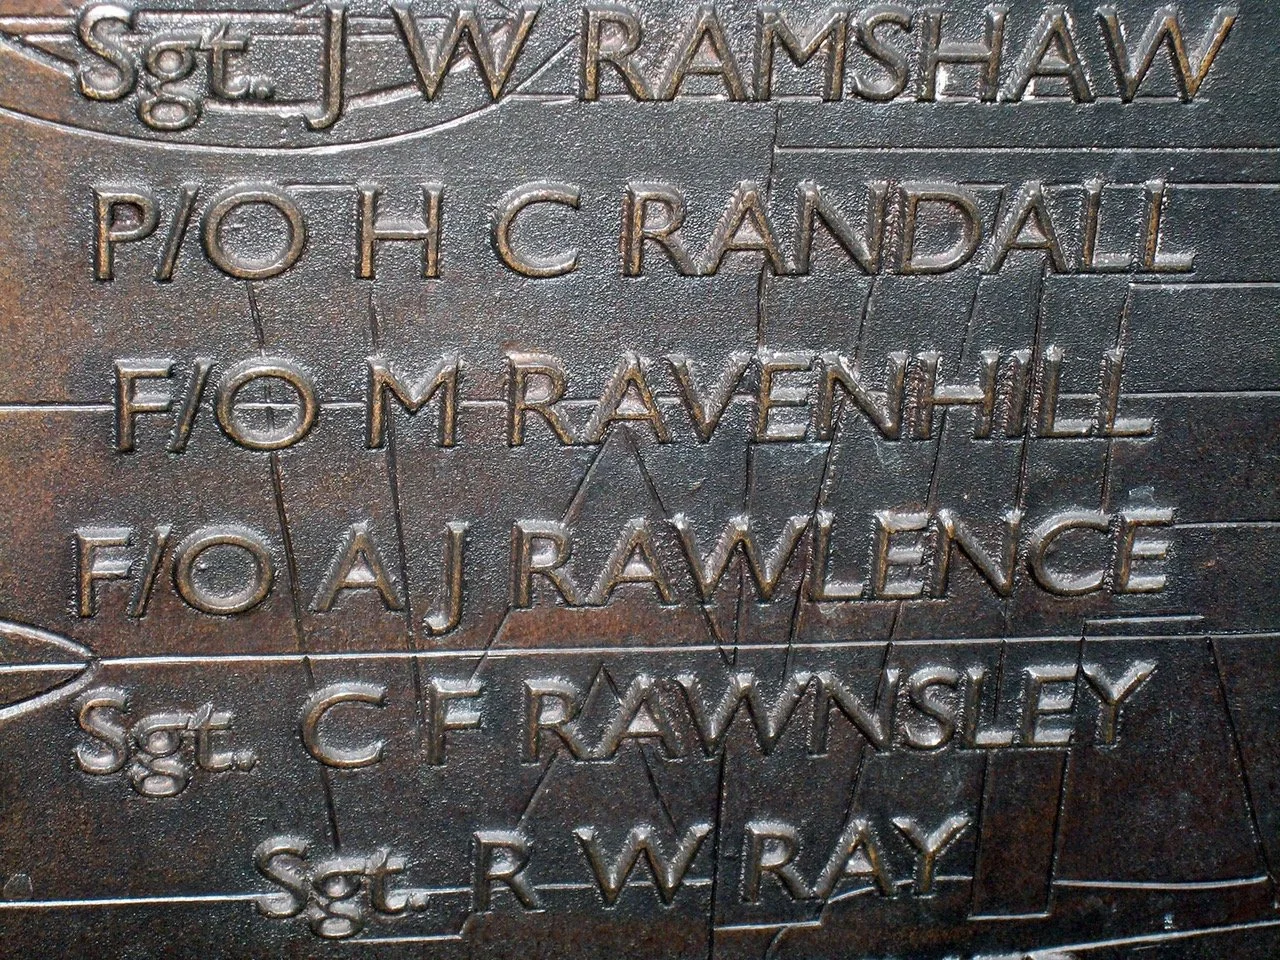 Sgt. J W RAMSHAW
P/O H C RANDALL
F/O M RAVENHILL
F/O A J RAWLENCE
Sgt. C F RAWNSLEY
Sgt. R W RAY